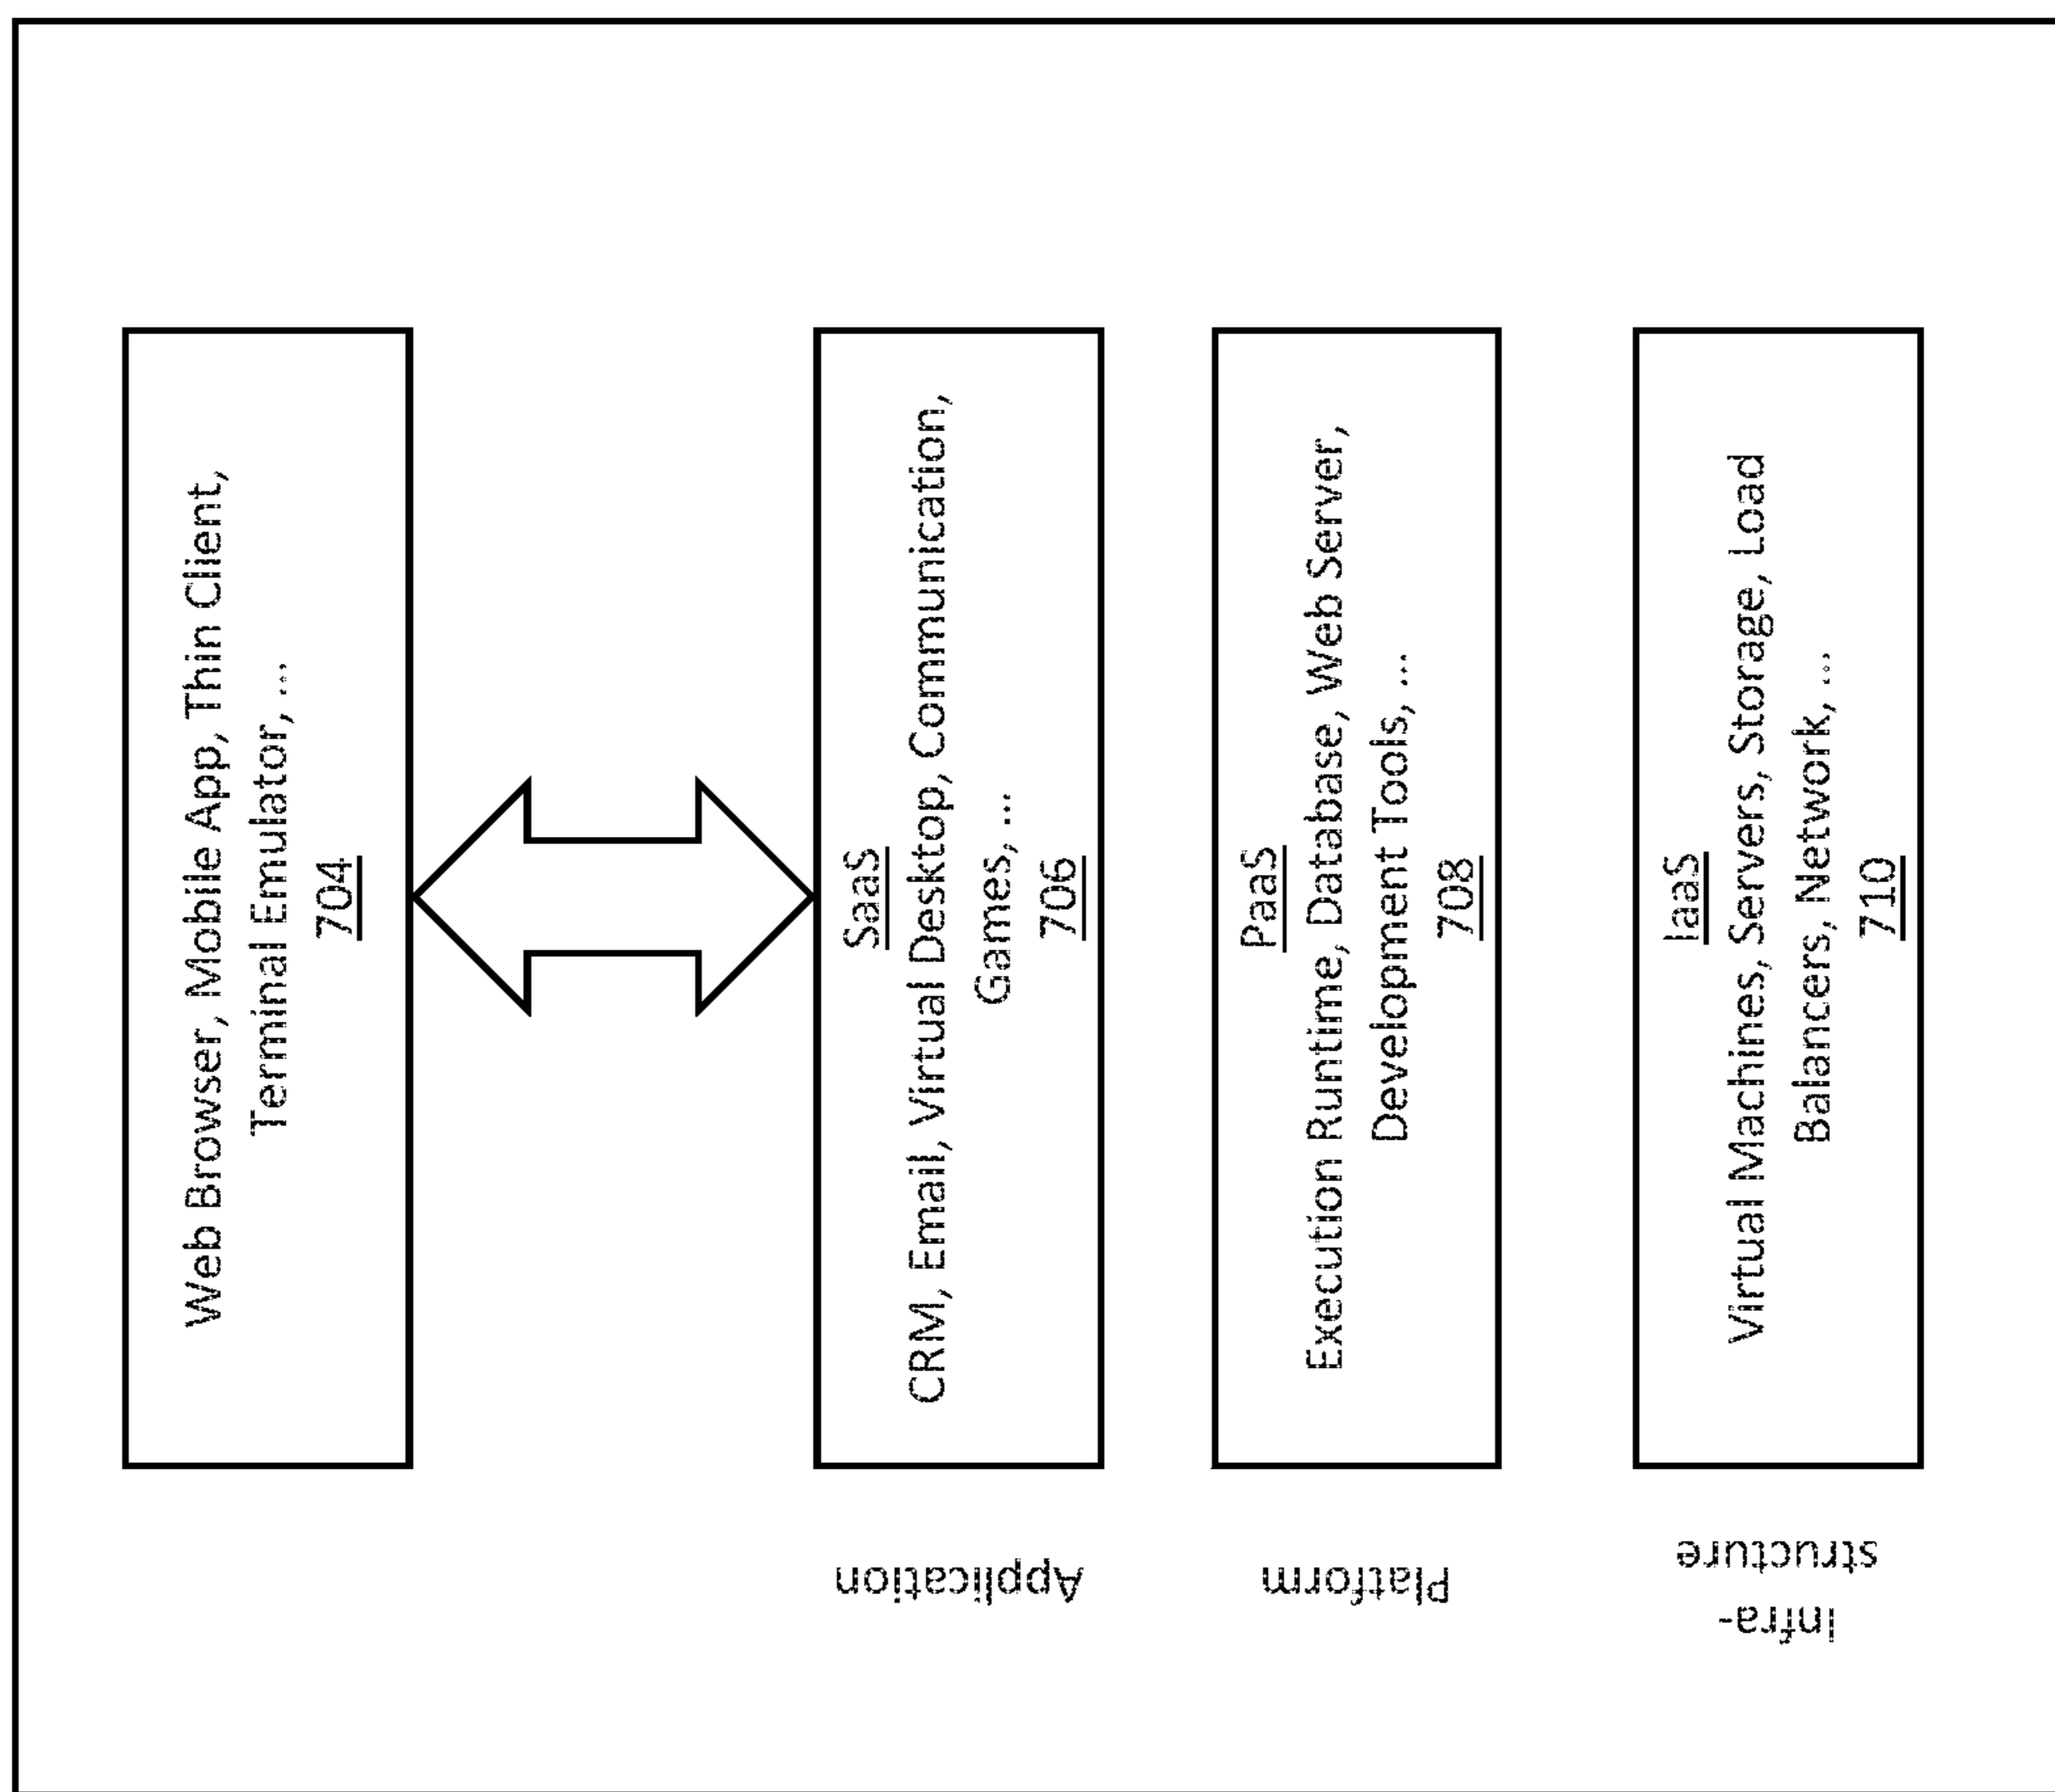 Web Browser, Mobile App, Thin Client,
Terminal Emulator, ...
704
SaaS
CRM, Email, Virtual Desktop, Communication,
Games, ...
706
Application
PaaS
Execution Runtime, Database, Web Server,
Development Tools, ...
708
Platform
IaaS
Virtual Machines, Servers, Storage, Load
Balancers, Network, ...
710
Infra-
structure